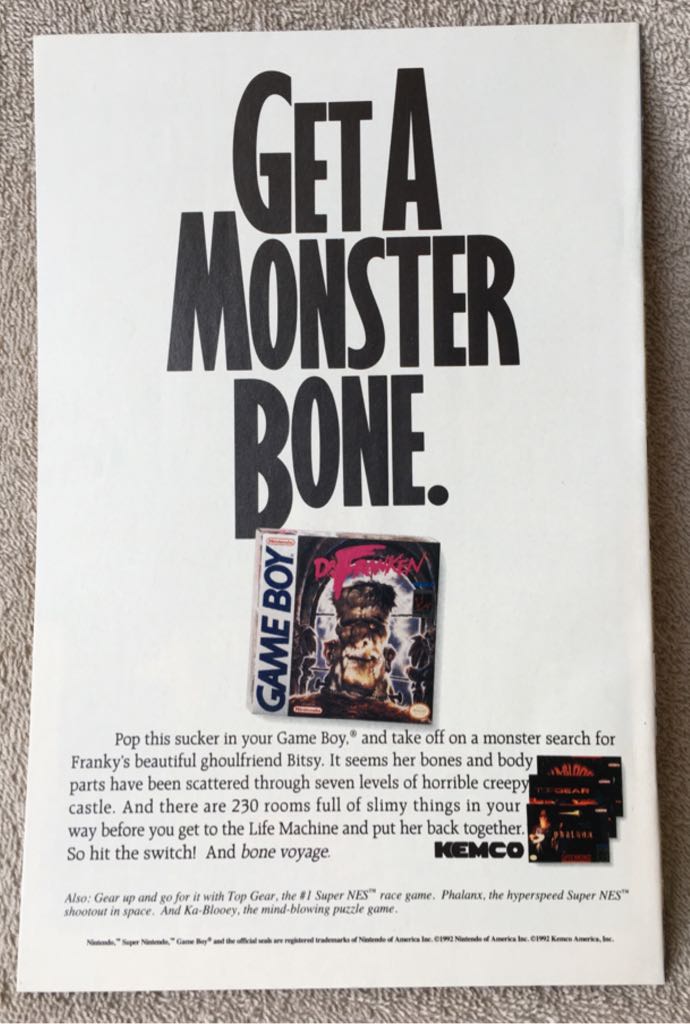 GET A
MONSTER
BONE.
Nintendo
GAME BOY
DR. FRANKEN
Nintendo
Pop this sucker in your Game Boy,® and take off on a monster search for
Franky's beautiful ghoulfriend Bitsy. It seems her bones and body
parts have been scattered through seven levels of horrible creepy
castle. And there are 230 rooms full of slimy things in your
way before you get to the Life Machine and put her back together.
So hit the switch! And bone voyage.
KEMCO
TOP GEAR
phalanx
Also: Gear up and go for it with Top Gear, the #1 Super NES™ race game. Phalanx, the hyperspeed Super NES™
shootout in space. And Ka-Blooey, the mind-blowing puzzle game.
Nintendo,™ Super Nintendo,™ Game Boy® and the official seals are registered trademarks of Nintendo of America Inc. ©1992 Nintendo of America Inc. ©1992 Kemco America, Inc.